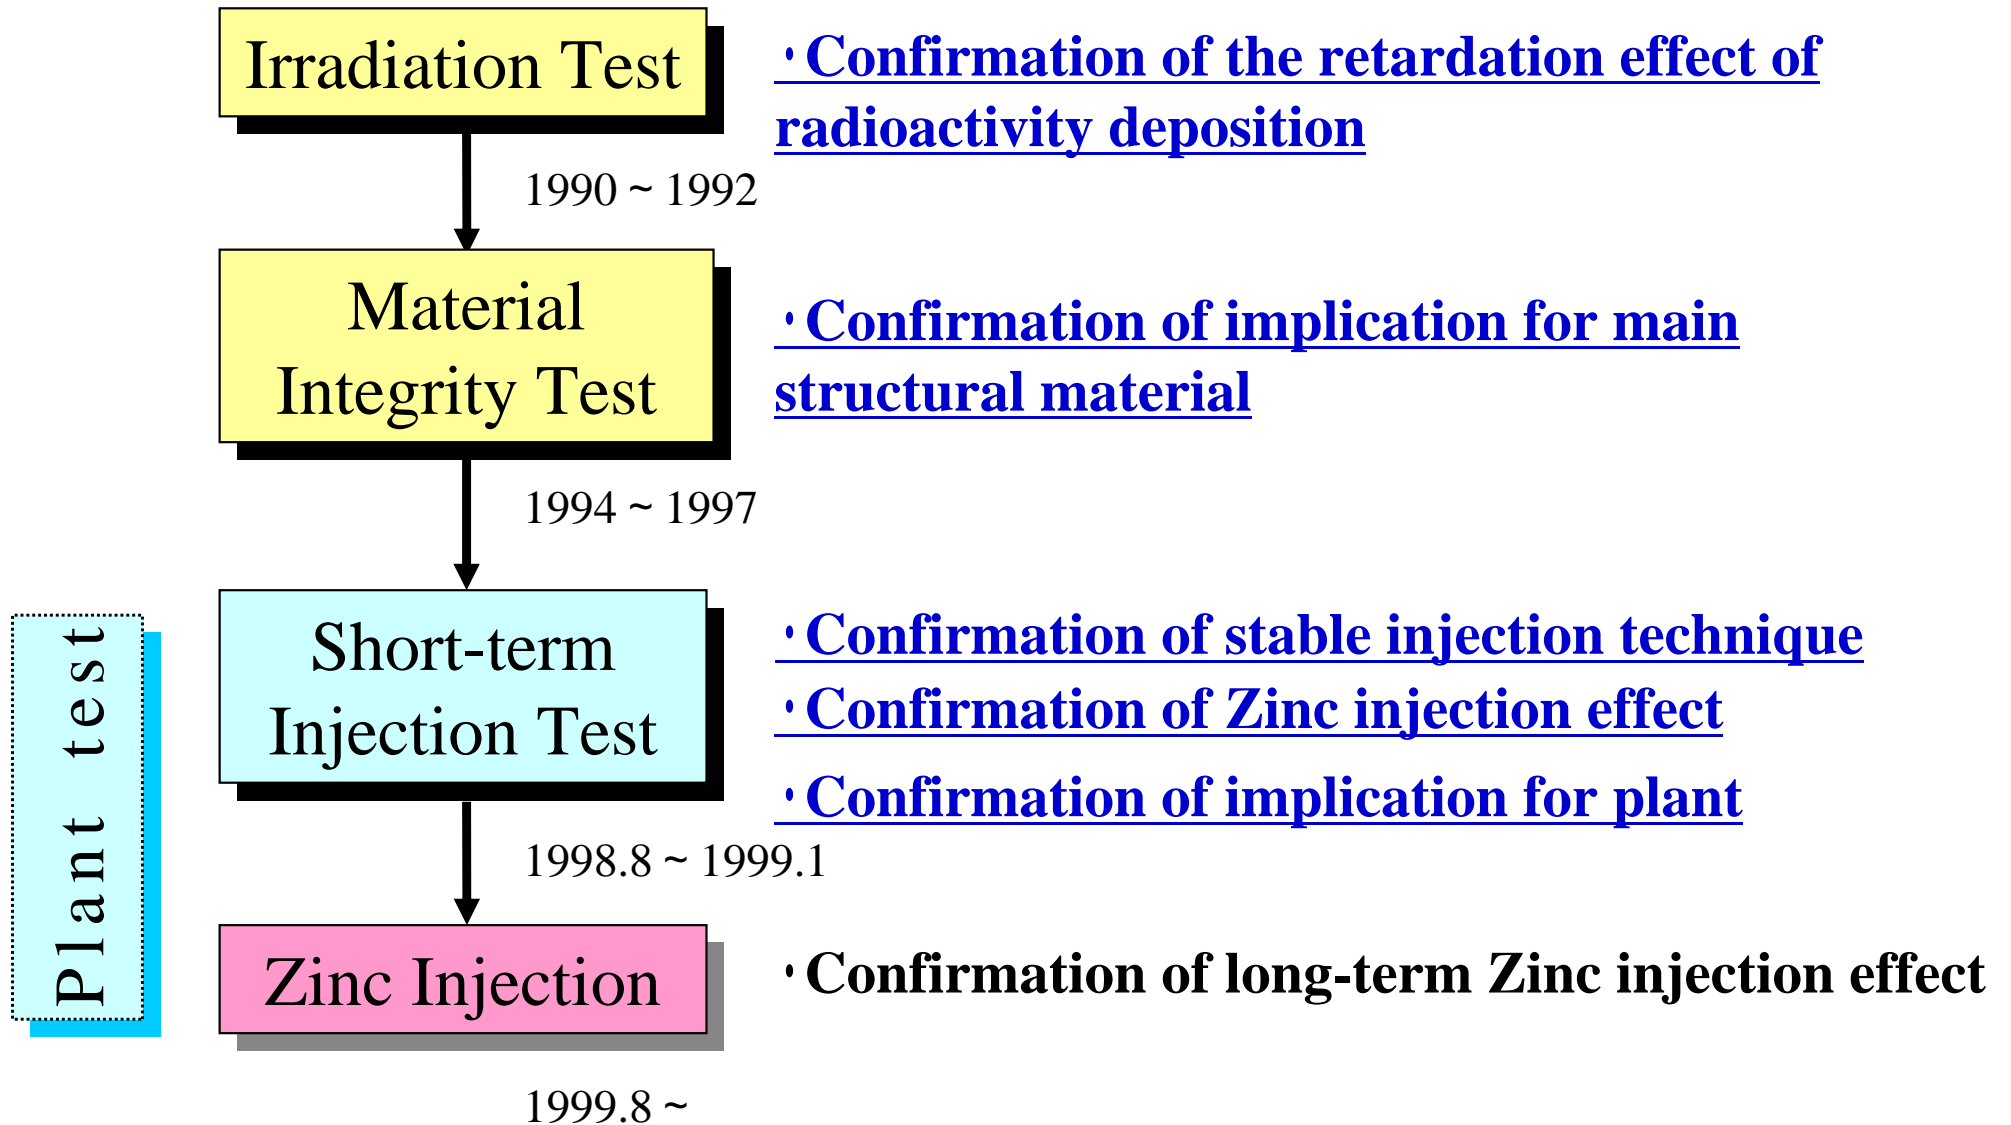 Irradiation Test
・Confirmation of the retardation effect of
radioactivity deposition
1990 ~ 1992
Material
Integrity Test
・Confirmation of implication for main
structural material
1994 ~ 1997
Plant test
Short-term
Injection Test
・Confirmation of stable injection technique
・Confirmation of Zinc injection effect
・Confirmation of implication for plant
1998.8 ~ 1999.1
Zinc Injection
・Confirmation of long-term Zinc injection effect
1999.8 ~